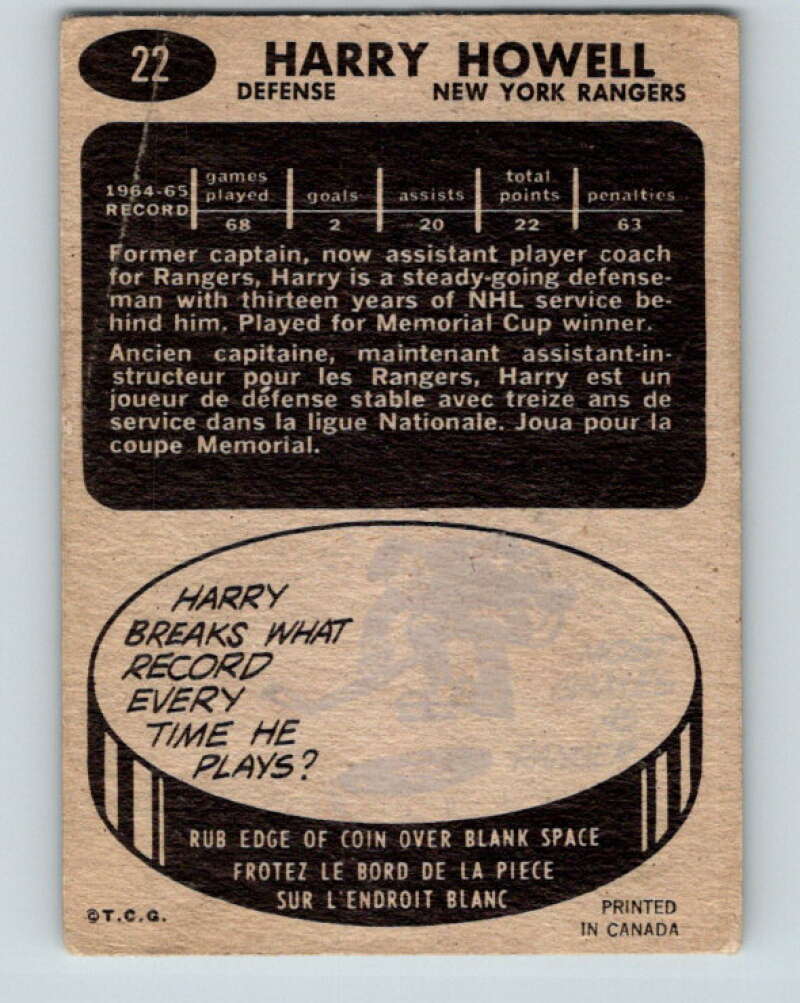 22
HARRY HOWELL
DEFENSE NEW YORK RANGERS
1964-65 RECORD games played goals assists total points penalties
68 2 20 22 63
Former captain, now assistant player coach
for Rangers, Harry is a steady-going defense-
man with thirteen years of NHL service be-
hind him. Played for Memorial Cup winner.
Ancien capitaine, maintenant assistant-in-
structeur pour les Rangers, Harry est un
joueur de défense stable avec treize ans de
service dans la ligue Nationale. Joua pour la
coupe Memorial.
HARRY
BREAKS WHAT
RECORD
EVERY
TIME HE
PLAYS?
RUB EDGE OF COIN OVER BLANK SPACE
FROTEZ LE BORD DE LA PIECE
SUR L'ENDROIT BLANC
©T.C.G.
PRINTED
IN CANADA